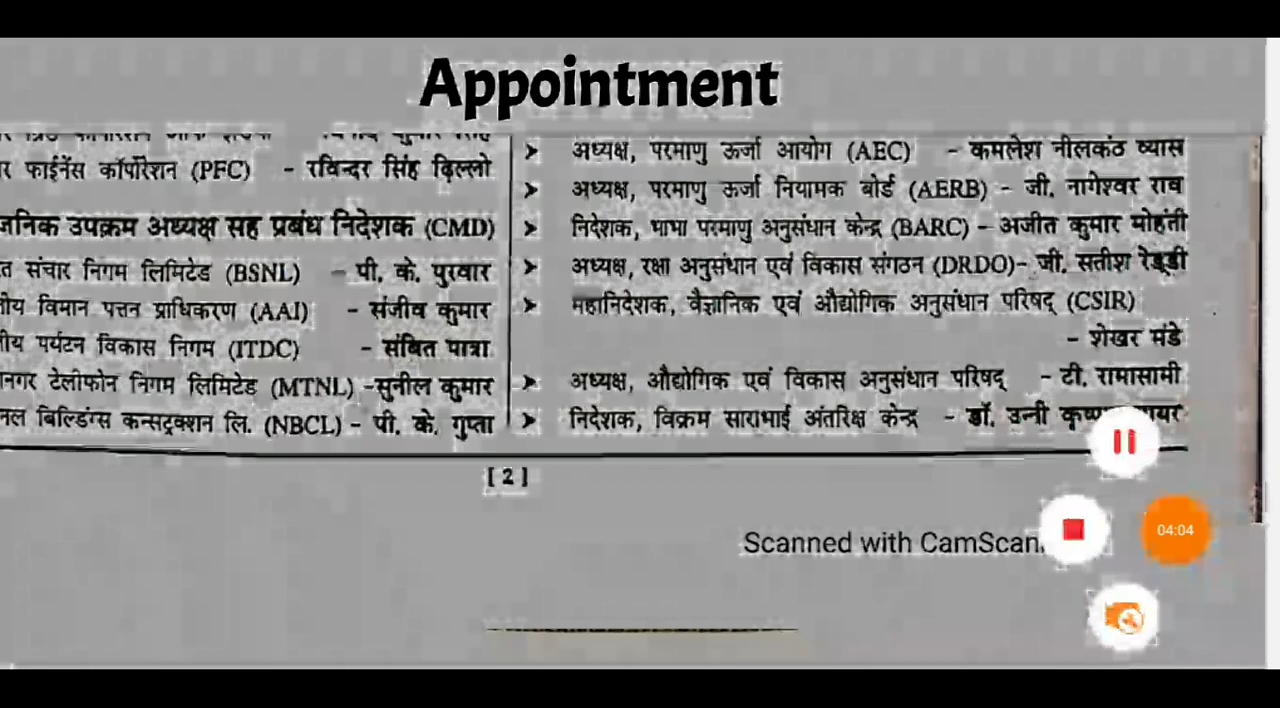 Appointment
फाईनेंस कॉर्पोरेशन (PFC) - रविन्दर सिंह ढिल्लो
जनिक उपक्रम अध्यक्ष सह प्रबंध निदेशक (CMD)
त संचार निगम लिमिटेड (BSNL) - पी. के. पुरवार
ीय विमान पत्तन प्राधिकरण (AAI) - संजीव कुमार
ीय पर्यटन विकास निगम (ITDC) - संबित पात्रा
नगर टेलीफोन निगम लिमिटेड (MTNL) -सुनील कुमार
नल बिल्डिंग्स कन्सट्रक्शन लि. (NBCL) - पी. के. गुप्ता
➤ अध्यक्ष, परमाणु ऊर्जा आयोग (AEC) - कमलेश नीलकंठ व्यास
➤ अध्यक्ष, परमाणु ऊर्जा नियामक बोर्ड (AERB) - जी. नागेश्वर राव
➤ निदेशक, भाभा परमाणु अनुसंधान केन्द्र (BARC) - अजीत कुमार मोहंती
➤ अध्यक्ष, रक्षा अनुसंधान एवं विकास संगठन (DRDO)- जी. सतीश रेड्डी
➤ महानिदेशक, वैज्ञानिक एवं औद्योगिक अनुसंधान परिषद् (CSIR)
- शेखर मंडे
➤ अध्यक्ष, औद्योगिक एवं विकास अनुसंधान परिषद् - टी. रामासामी
➤ निदेशक, विक्रम साराभाई अंतरिक्ष केन्द्र - डॉ. उन्नी
[2]
Scanned with CamScan
04:04